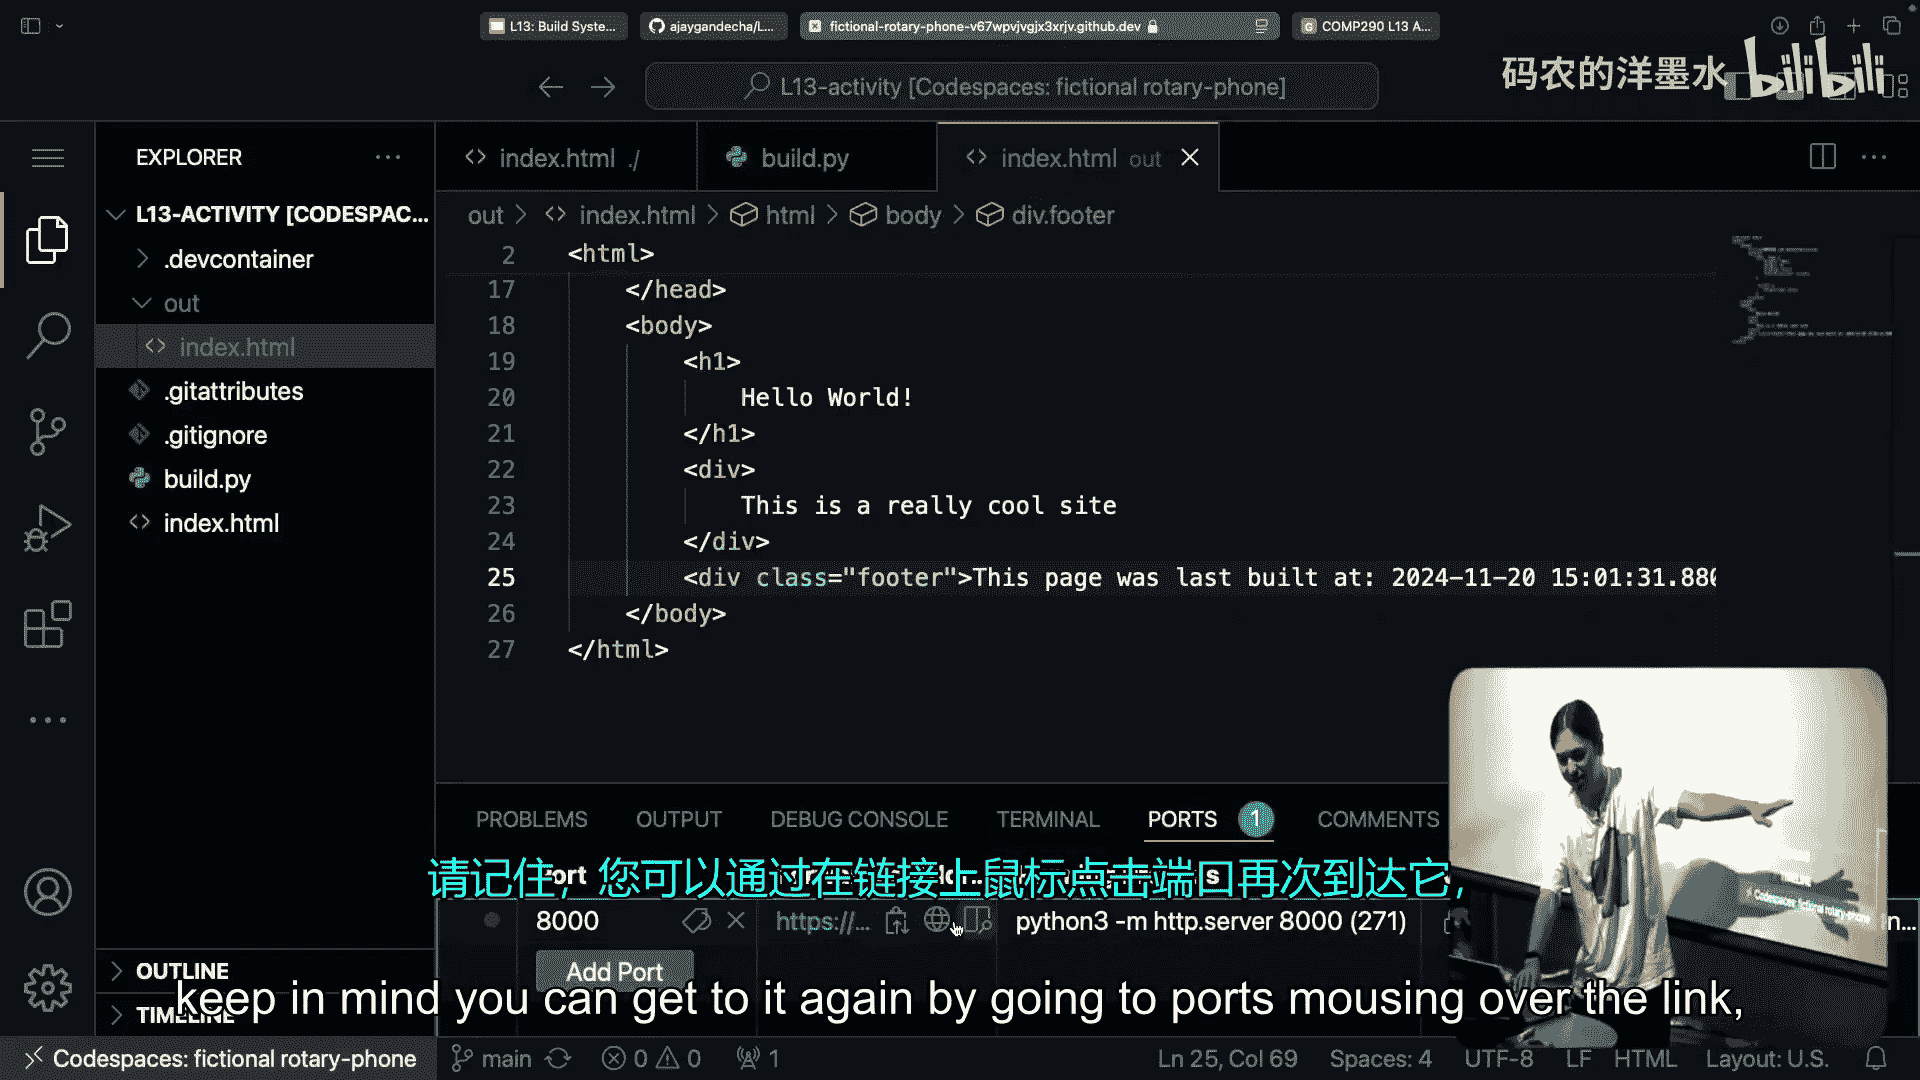 L13: Build Syste...
ajaygandecha/L...
fictional-rotary-phone-v67wpvjvgjx3xrjv.github.dev
COMP290 L13 A...
L13-activity [Codespaces: fictional rotary-phone]
码农的洋墨水
bilibili
EXPLORER
index.html ./
build.py
index.html out
L13-ACTIVITY [CODESPAC...
.devcontainer
out
index.html
.gitattributes
.gitignore
build.py
index.html
out > index.html > html > body > div.footer
2 <html>
17 </head>
18 <body>
19 <h1>
20 Hello World!
21 </h1>
22 <div>
23 This is a really cool site
24 </div>
25 <div class="footer">This page was last built at: 2024-11-20 15:01:31.880
26 </body>
27 </html>
PROBLEMS
OUTPUT
DEBUG CONSOLE
TERMINAL
PORTS 1
COMMENTS
请记住，您可以通过在链接上鼠标点击端口再次到达它，
8000
https://...
python3 -m http.server 8000 (271)
Add Port
keep in mind you can get to it again by going to ports mousing over the link,
OUTLINE
TIMELINE
Codespaces: fictional rotary-phone
main
0
0
1
Ln 25, Col 69
Spaces: 4
UTF-8
LF
HTML
Layout: U.S.